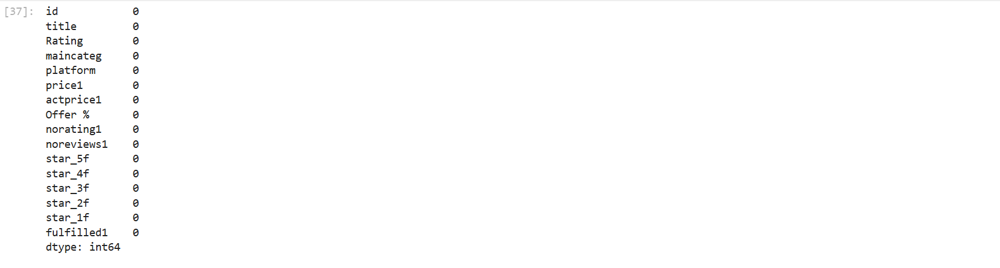 [37]: id 0
title 0
Rating 0
maincateg 0
platform 0
price1 0
actprice1 0
Offer % 0
norating1 0
noreviews1 0
star_5f 0
star_4f 0
star_3f 0
star_2f 0
star_1f 0
fulfilled1 0
dtype: int64